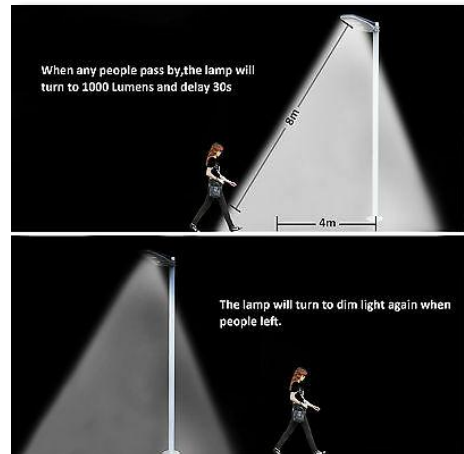 When any people pass by,the lamp will
turn to 1000 Lumens and delay 30s
8m
4m
The lamp will turn to dim light again when
people left.